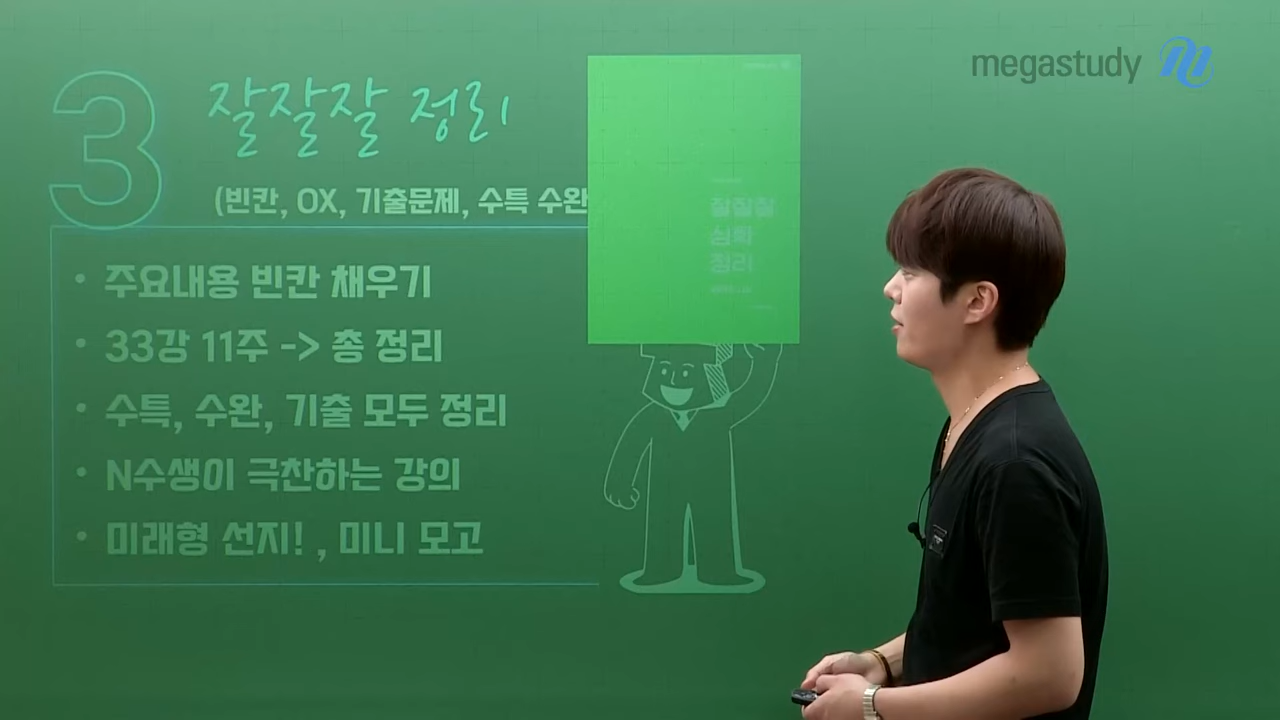 megastudy
3
잘잘잘 정리
(빈칸, OX, 기출문제, 수특 수완
• 주요내용 빈칸 채우기
• 33강 11주 -> 총 정리
• 수특, 수완, 기출 모두 정리
• N수생이 극찬하는 강의
• 미래형 선지! , 미니 모고
잘잘잘
심화
정리